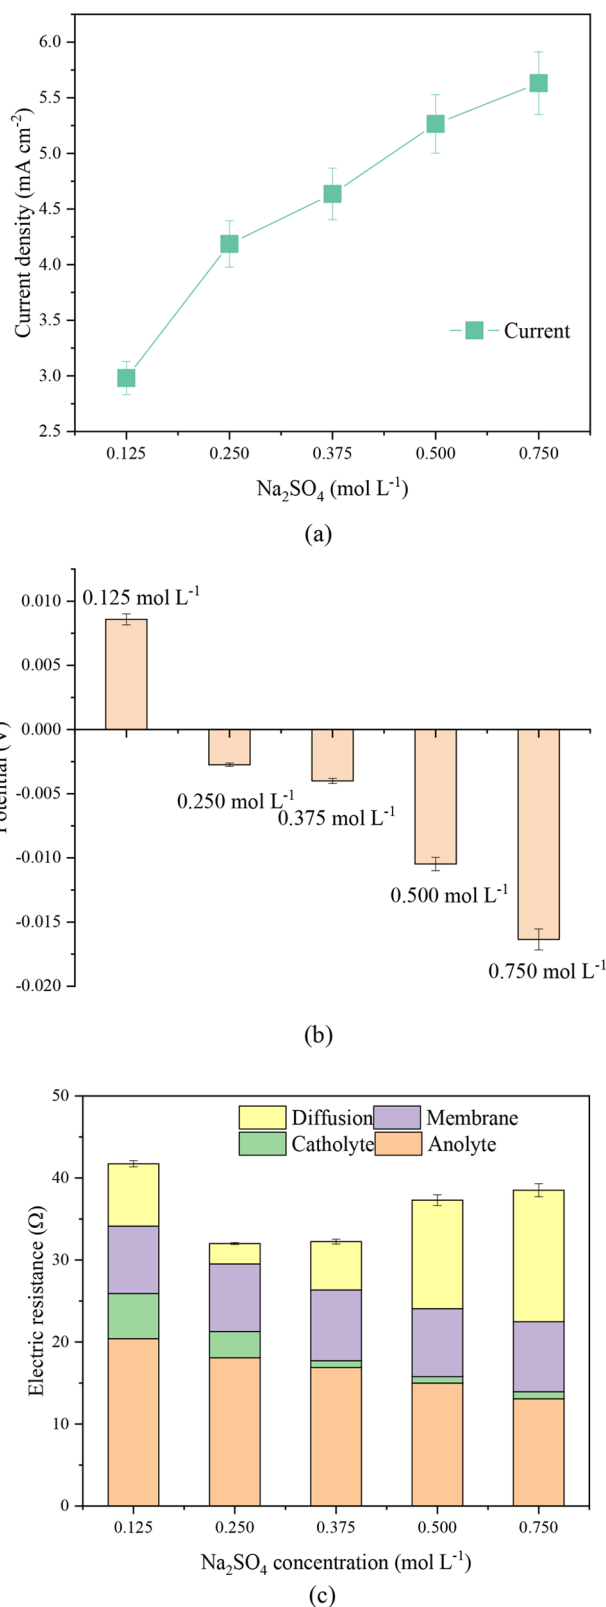 6.0
5.5
5.0
4.5
4.0
3.5
3.0
2.5
Current density (mA cm⁻²)
Current
0.125 0.250 0.375 0.500 0.750
Na₂SO₄ (mol L⁻¹)
(a)
0.010
0.005
0.000
-0.005
-0.010
-0.015
-0.020
Potential (V)
0.125 mol L⁻¹
0.250 mol L⁻¹
0.375 mol L⁻¹
0.500 mol L⁻¹
0.750 mol L⁻¹
(b)
50
40
30
20
10
0
Electric resistance (Ω)
Diffusion Membrane
Catholyte Anolyte
0.125 0.250 0.375 0.500 0.750
Na₂SO₄ concentration (mol L⁻¹)
(c)